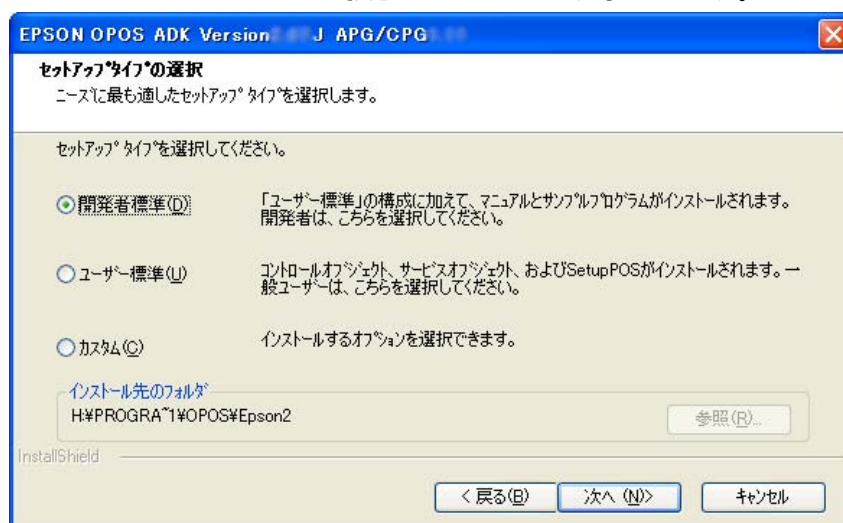 EPSON OPOS ADK Version J APG/CPG
セットアップ タイプの選択
ニーズに最も適したセットアップ タイプを選択します。
セットアップ タイプを選択してください。
開発者標準(D)
「ユーザー標準」の構成に加えて、マニュアルとサンプルプログラムがインストールされます。
開発者は、こちらを選択してください。
ユーザー標準(U)
コントロールオブジェクト、サービスオブジェクト、およびSetupPOSがインストールされます。一
般ユーザーは、こちらを選択してください。
カスタム(C)
インストールするオプションを選択できます。
インストール先のフォルダ
H:¥PROGRA~1¥OPOS¥Epson2
参照(R)...
InstallShield
< 戻る(B)
次へ (N)>
キャンセル